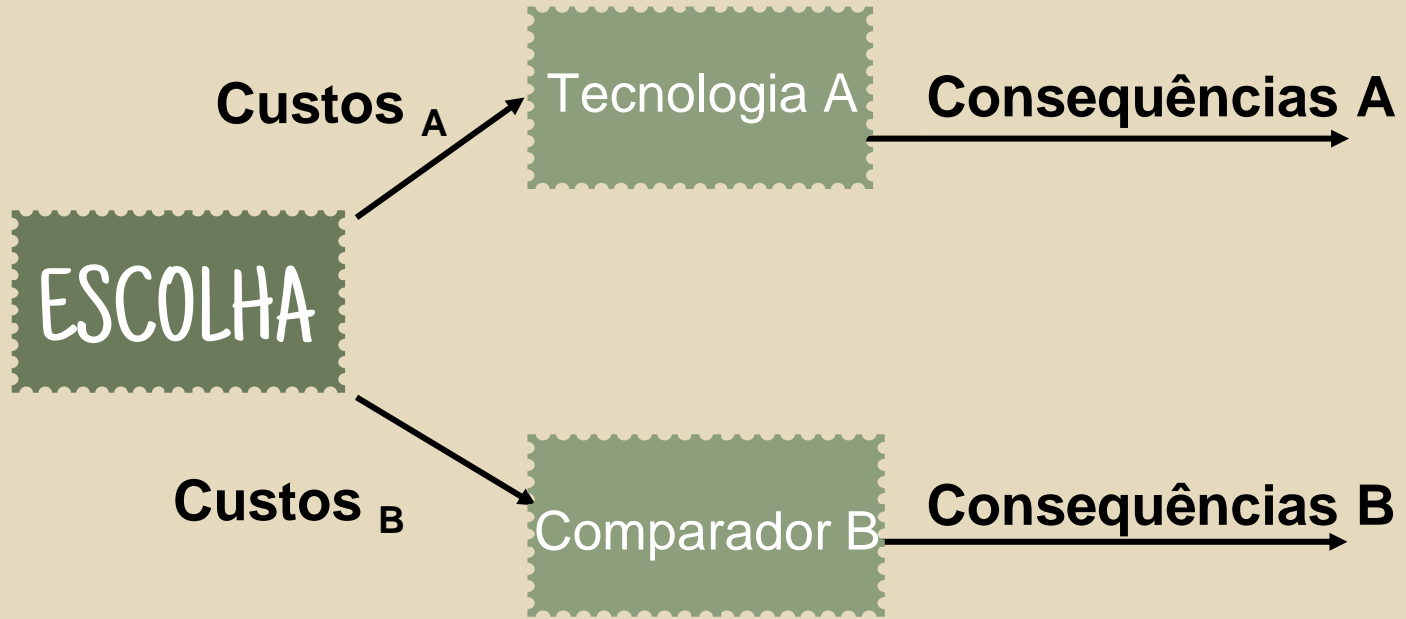 Custos A
Tecnologia A
Consequências A
ESCOLHA
Custos B
Comparador B
Consequências B